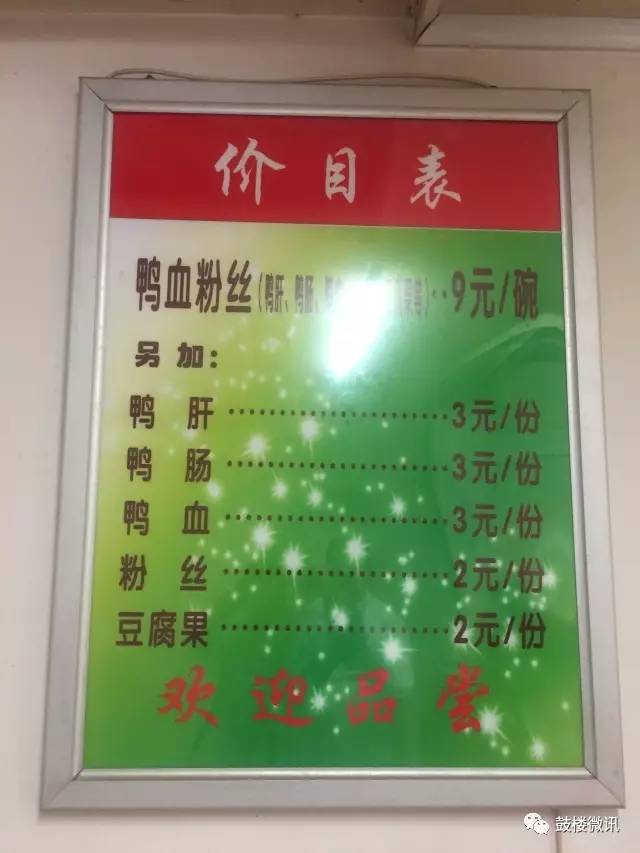 价目表
鸭血粉丝(鸭肝、鸭肠、等)··9元/碗
另加:
鸭肝························3元/份
鸭肠························3元/份
鸭血························3元/份
粉丝························2元/份
豆腐果························2元/份
欢迎品尝
鼓楼微讯